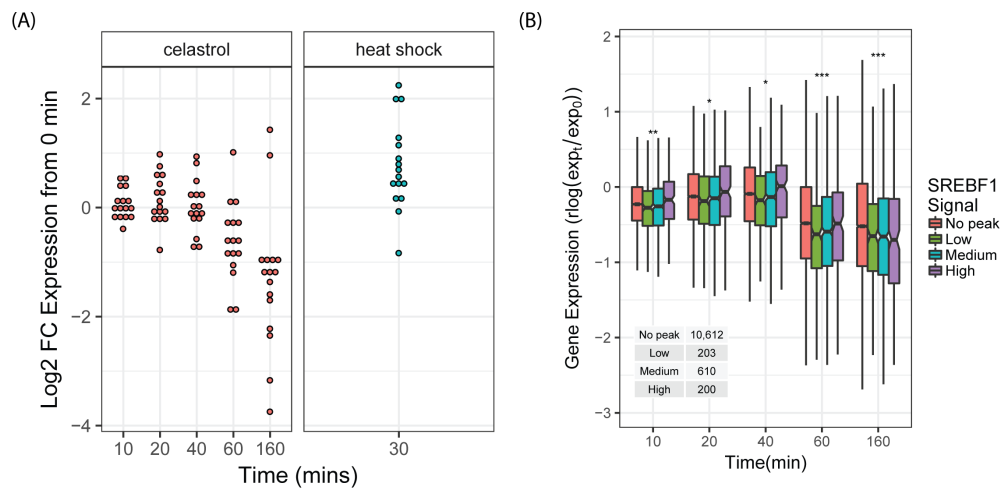 (A)
celastrol
heat shock
Log2 FC Expression from 0 min
2
0
−2
−4
10 20 40 60 160
30
Time (mins)
(B)
Gene Expression (rlog(expt/exp0))
2
1
0
−1
−2
−3
** * * *** ***
No peak 10,612
Low 203
Medium 610
High 200
10 20 40 60 160
Time(min)
SREBF1
Signal
No peak
Low
Medium
High